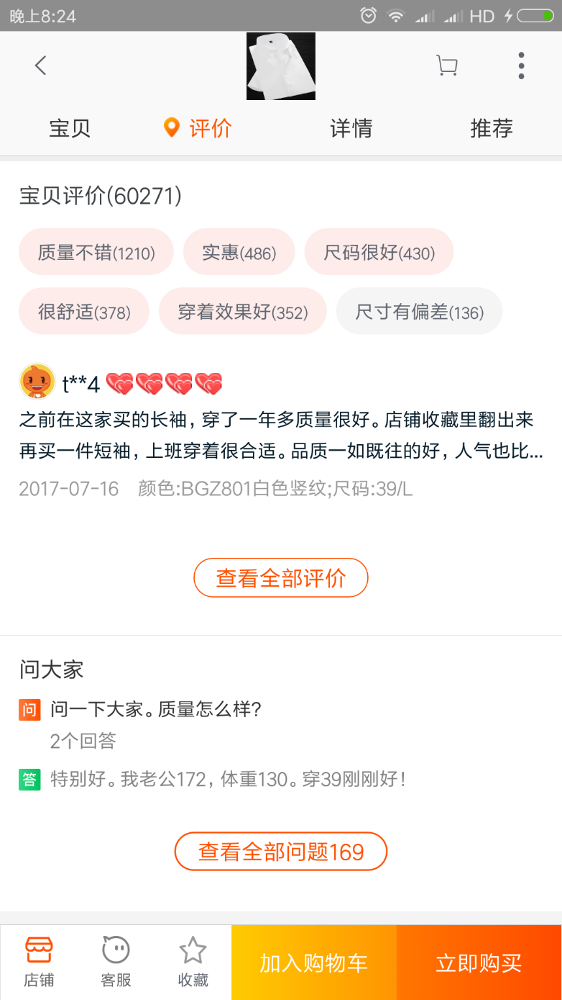 晚上8:24 HD
宝贝 评价 详情 推荐
宝贝评价(60271)
质量不错(1210) 实惠(486) 尺码很好(430)
很舒适(378) 穿着效果好(352) 尺寸有偏差(136)
t**4
之前在这家买的长袖，穿了一年多质量很好。店铺收藏里翻出来
再买一件短袖，上班穿着很合适。品质一如既往的好，人气也比...
2017-07-16 颜色:BGZ801白色竖纹;尺码:39/L
查看全部评价
问大家
问 问一下大家。质量怎么样?
2个回答
答 特别好。我老公172，体重130。穿39刚刚好！
查看全部问题169
店铺 客服 收藏 加入购物车 立即购买